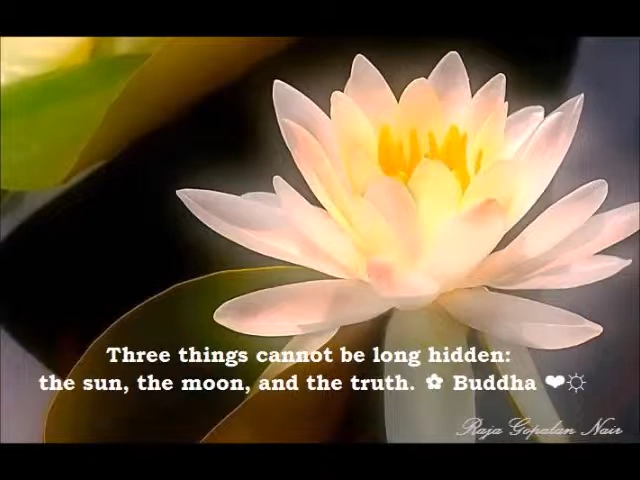 Three things cannot be long hidden:
the sun, the moon, and the truth. ✿ Buddha ❤☼
Raja Gopalan Nair